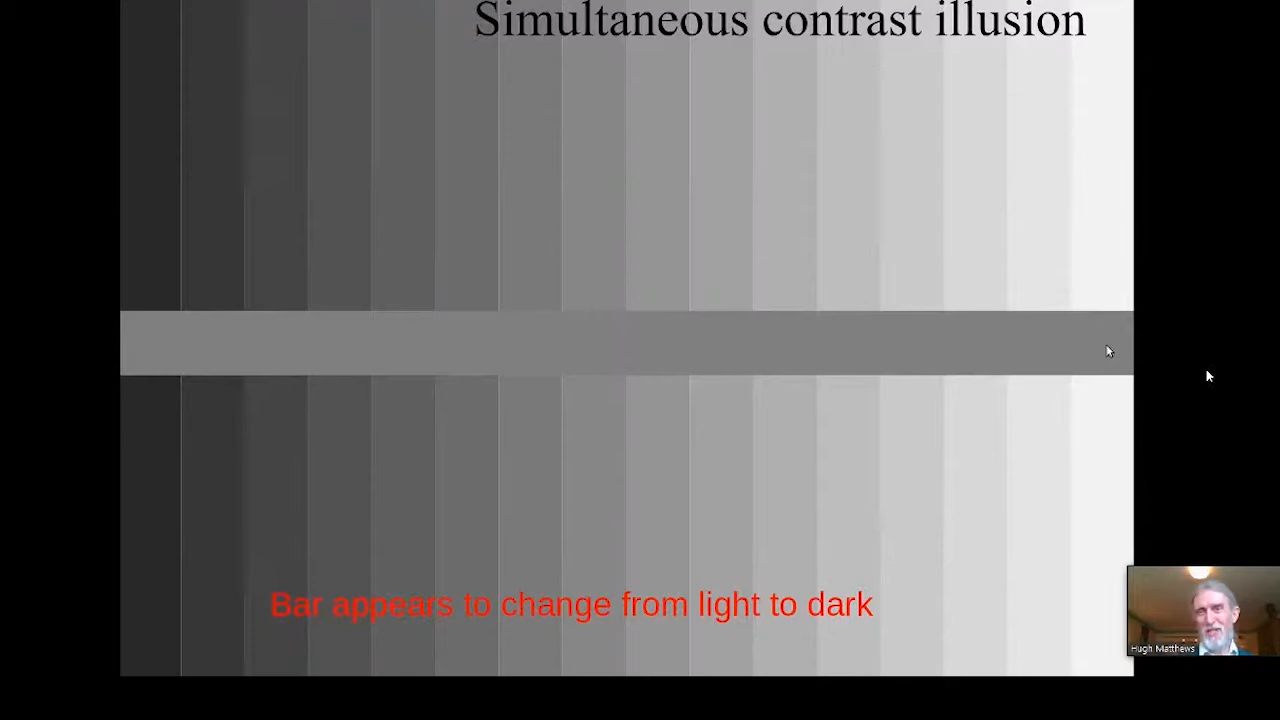 Simultaneous contrast illusion
Bar appears to change from light to dark
Hugh Matthews